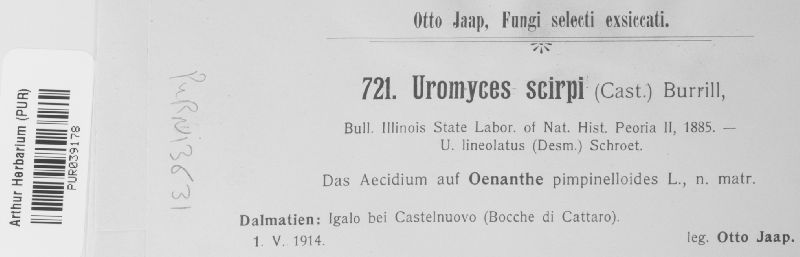 Otto Jaap, Fungi selecti exsiccati.
721. Uromyces scirpi (Cast.) Burrill,
Bull. Illinois State Labor. of Nat. Hist. Peoria II, 1885. —
U. lineolatus (Desm.) Schroet.
Das Aecidium auf Oenanthe pimpinelloides L., n. matr.
Dalmatien: Igalo bei Castelnuovo (Bocche di Cattaro).
1. V. 1914.
leg. Otto Jaap.
Arthur Herbarium (PUR)
PUR039178
PURN13631